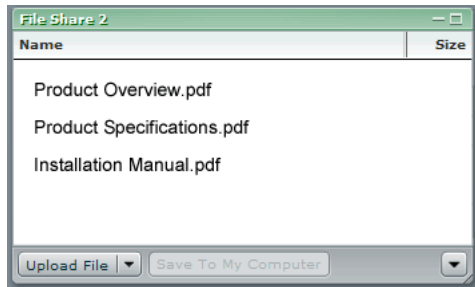 File Share 2
Name Size
Product Overview.pdf
Product Specifications.pdf
Installation Manual.pdf
Upload File Save To My Computer